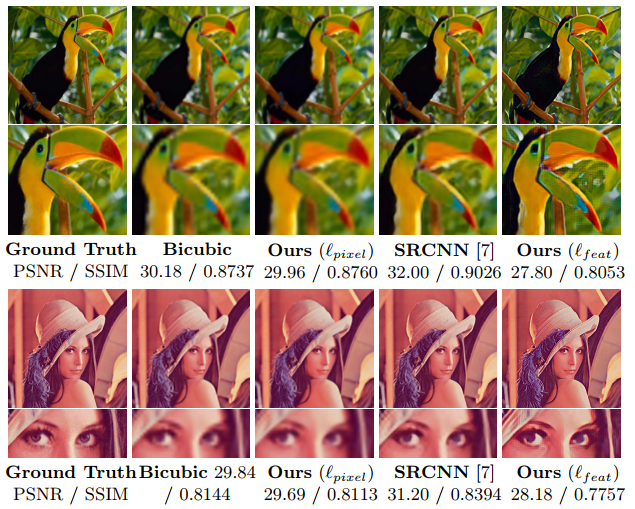 Ground Truth Bicubic Ours (ℓpixel) SRCNN [7] Ours (ℓfeat)
PSNR / SSIM 30.18 / 0.8737 29.96 / 0.8760 32.00 / 0.9026 27.80 / 0.8053
Ground Truth Bicubic 29.84 Ours (ℓpixel) SRCNN [7] Ours (ℓfeat)
PSNR / SSIM / 0.8144 29.69 / 0.8113 31.20 / 0.8394 28.18 / 0.7757